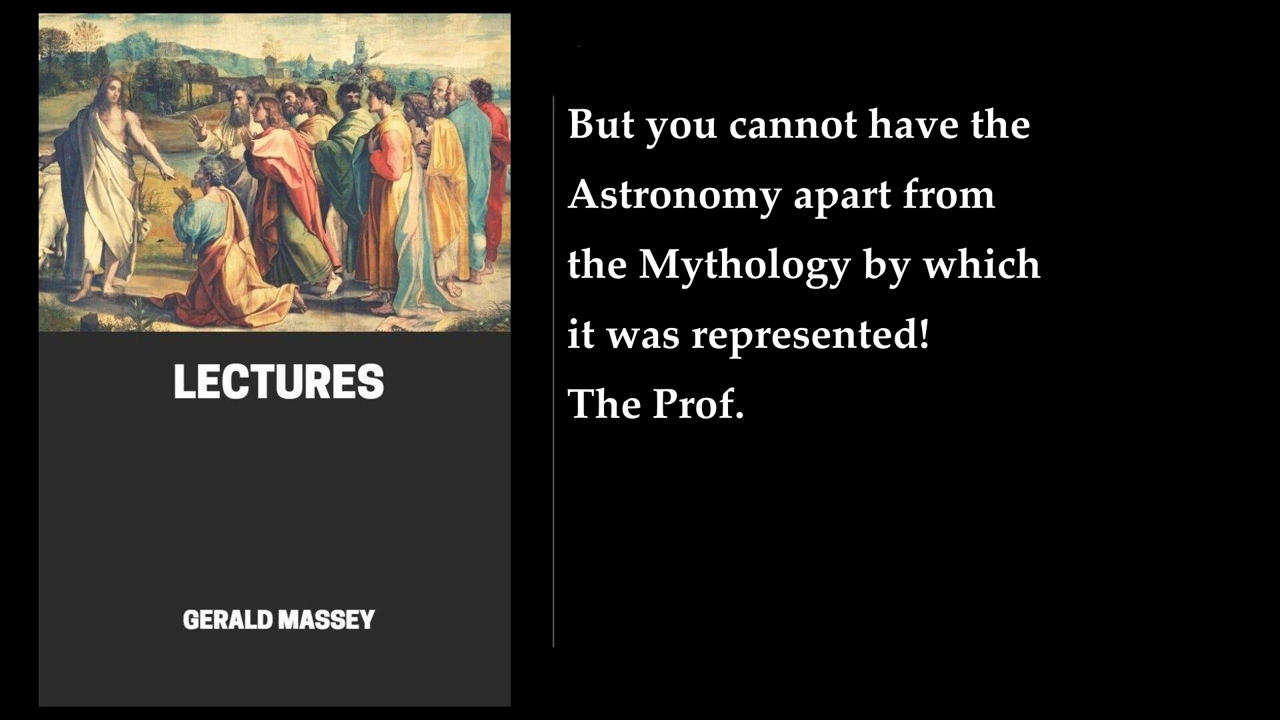 LECTURES
GERALD MASSEY
But you cannot have the
Astronomy apart from
the Mythology by which
it was represented!
The Prof.